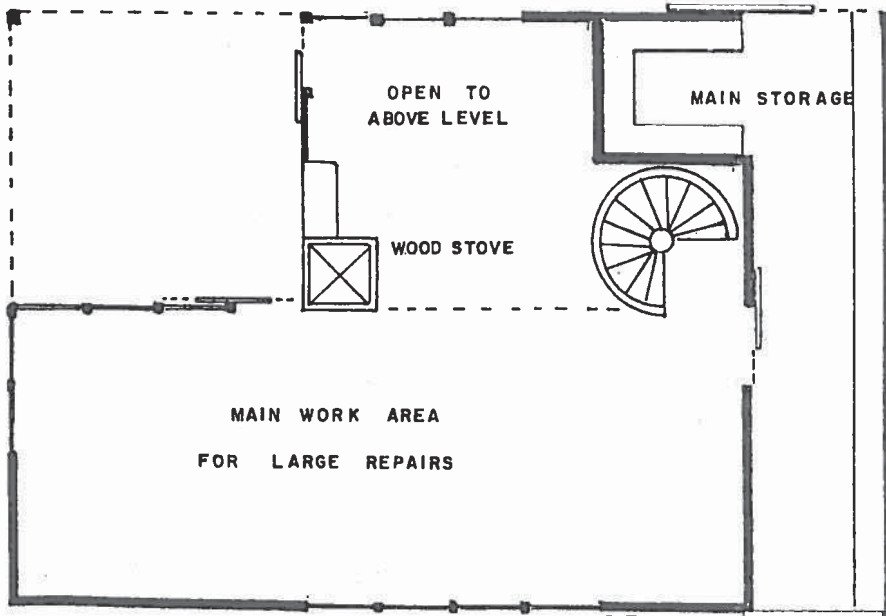 OPEN TO
ABOVE LEVEL
MAIN STORAGE
WOOD STOVE
MAIN WORK AREA
FOR LARGE REPAIRS